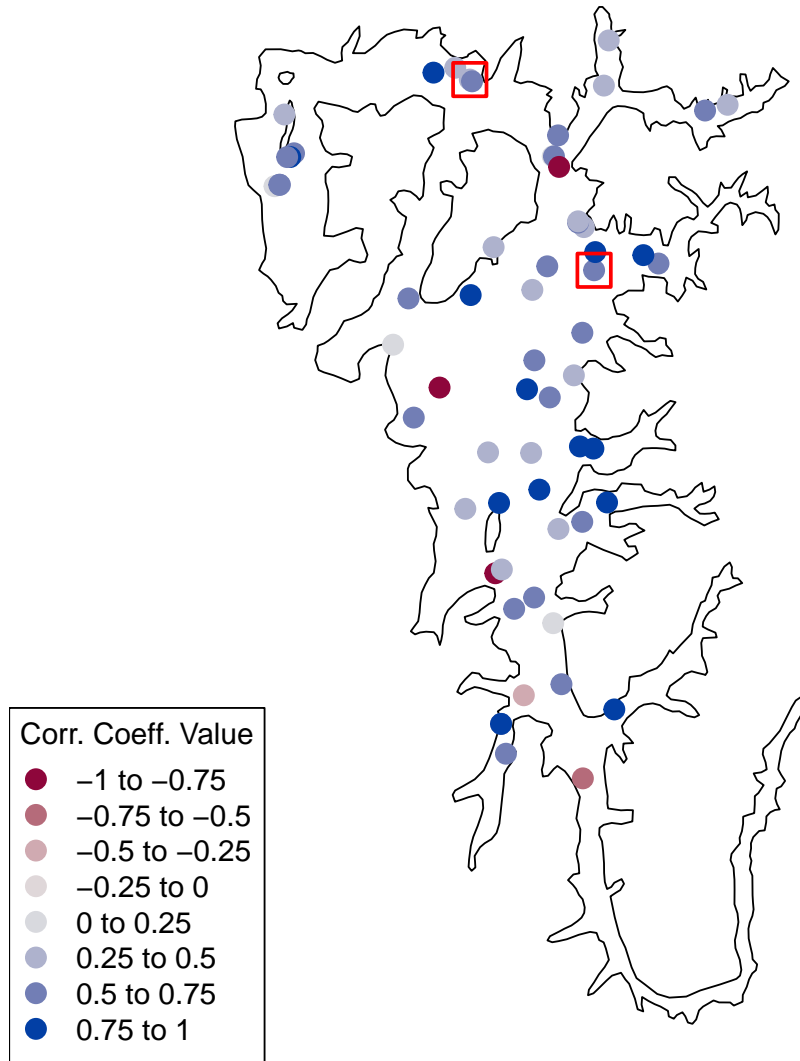 Corr. Coeff. Value
−1 to −0.75
−0.75 to −0.5
−0.5 to −0.25
−0.25 to 0
0 to 0.25
0.25 to 0.5
0.5 to 0.75
0.75 to 1